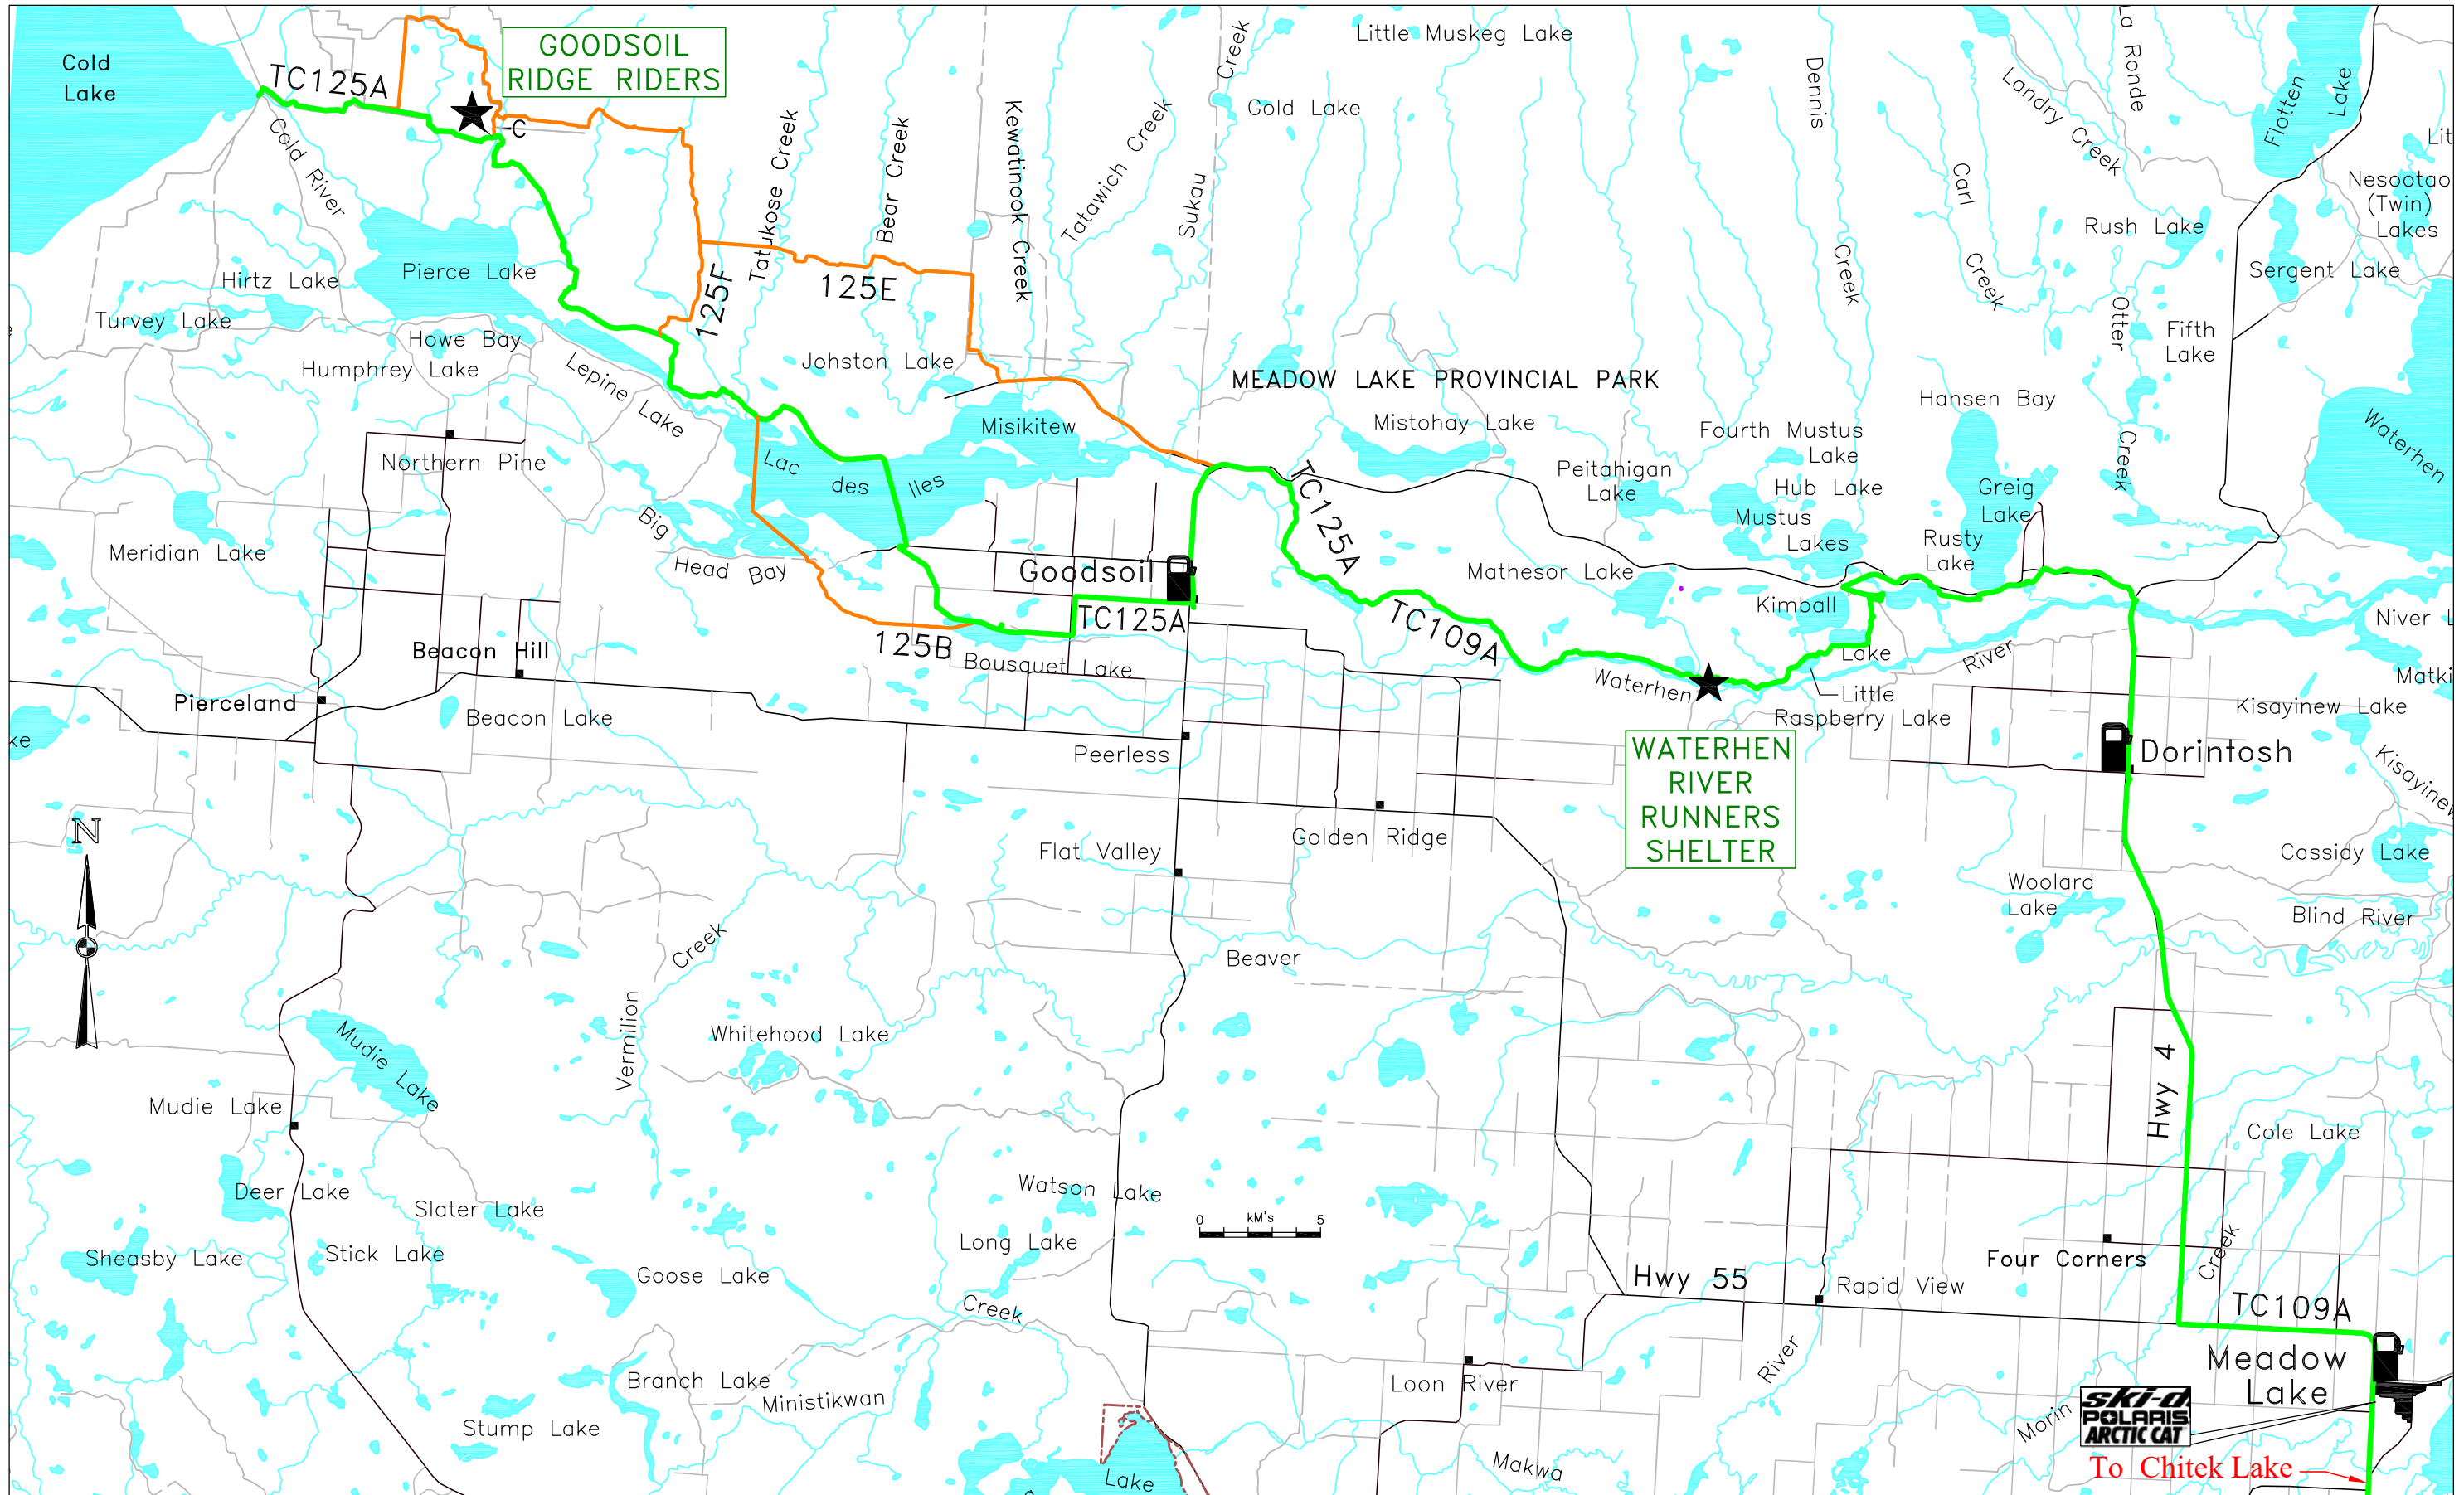 Cold
Lake
TC125A
GOODSOIL
RIDGE RIDERS
C
Cold River
Little Muskeg Lake
Gold Lake
Sukau Creek
Tatawich Creek
Kewatinook Creek
Bear Creek
Tatukose Creek
Dennis Creek
Carl Creek
Landry Creek
La Ronde
Flotten Lake
Lit
Nesootao
(Twin)
Lakes
Rush Lake
Sergent Lake
Otter Creek
Fifth
Lake
Waterhen
Hirtz Lake
Pierce Lake
Turvey Lake
Howe Bay
Humphrey Lake
Lepine Lake
125F
125E
Johston Lake
Misikitew
MEADOW LAKE PROVINCIAL PARK
Mistohay Lake
Hansen Bay
Fourth Mustus
Lake
Peitahigan
Lake
Hub Lake
Mustus
Lakes
Greig
Lake
Rusty
Lake
Northern Pine
Lac des Iles
Big Head Bay
Meridian Lake
Goodsoil
TC125A
TC125A
TC109A
Mathesor Lake
Kimball
Lake
Niver L
Matki
125B
Bousquet Lake
Beacon Hill
Pierceland
Beacon Lake
Waterhen River
Little
Raspberry Lake
Kisayinew Lake
Kisayinew
Peerless
WATERHEN
RIVER
RUNNERS
SHELTER
Dorintosh
ke
N
Flat Valley
Golden Ridge
Cassidy Lake
Woolard
Lake
Blind River
Vermilion Creek
Beaver
Whitehood Lake
Mudie Lake
Mudie Lake
Hwy 4
Cole Lake
Deer Lake
Slater Lake
Watson Lake
0 kM's 5
Sheasby Lake
Stick Lake
Long Lake
Goose Lake
Creek
Hwy 55
Rapid View
Four Corners
Creek
TC109A
Branch Lake
Ministikwan
Loon River
River
Meadow
Lake
Morin
ski-d
POLARIS
ARCTIC CAT
Stump Lake
Lake
Makwa
To Chitek Lake